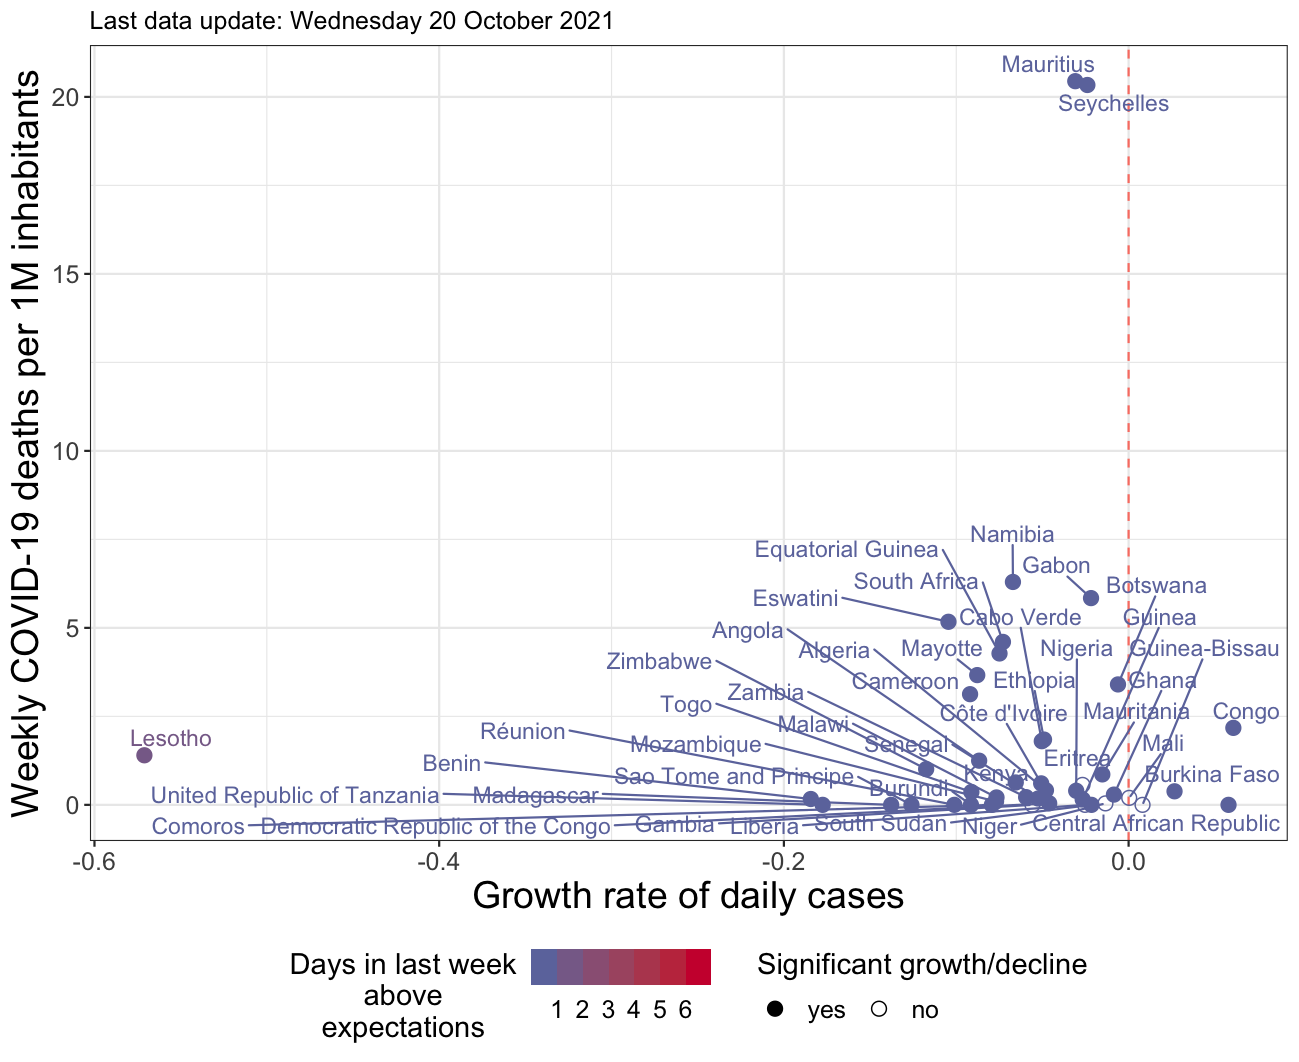 Last data update: Wednesday 20 October 2021
Weekly COVID-19 deaths per 1M inhabitants
20
15
10
5
0
Mauritius
Seychelles
Namibia
Equatorial Guinea
Gabon
South Africa
Botswana
Eswatini
Cabo Verde
Guinea
Angola
Algeria
Mayotte
Nigeria
Guinea-Bissau
Zimbabwe
Cameroon
Ethiopia
Ghana
Zambia
Togo
Côte d'Ivoire
Mauritania
Congo
Malawi
Réunion
Lesotho
Mozambique
Senegal
Mali
Eritrea
Benin
Sao Tome and Principe
Kenya
Burkina Faso
Burundi
United Republic of Tanzania
Madagascar
Comoros
Democratic Republic of the Congo
Gambia
Liberia
South Sudan
Niger
Central African Republic
-0.6
-0.4
-0.2
0.0
Growth rate of daily cases
Days in last week
above
expectations
1 2 3 4 5 6
Significant growth/decline
yes
no